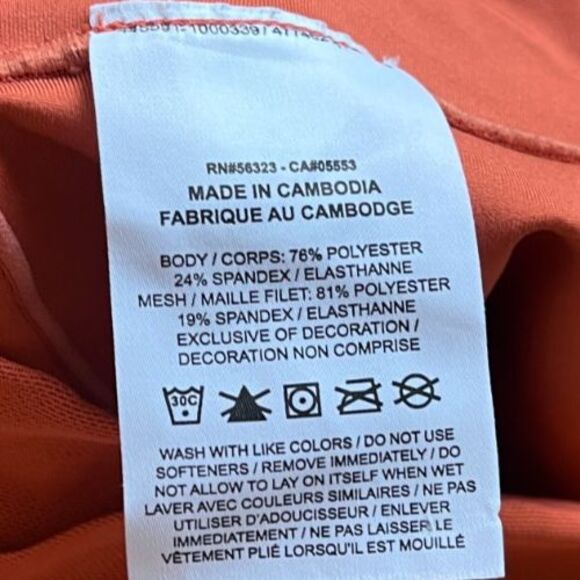 RN#56323 - CA#05553
MADE IN CAMBODIA
FABRIQUE AU CAMBODGE
BODY / CORPS: 76% POLYESTER
24% SPANDEX / ELASTHANNE
MESH / MAILLE FILET: 81% POLYESTER
19% SPANDEX / ELASTHANNE
EXCLUSIVE OF DECORATION /
DECORATION NON COMPRISE
30C
WASH WITH LIKE COLORS / DO NOT USE
SOFTENERS / REMOVE IMMEDIATELY / DO
NOT ALLOW TO LAY ON ITSELF WHEN WET
LAVER AVEC COULEURS SIMILAIRES / NE PAS
UTILISER D'ADOUCISSEUR / ENLEVER
IMMÉDIATEMENT / NE PAS LAISSER LE
VÊTEMENT PLIÉ LORSQU'IL EST MOUILLÉ